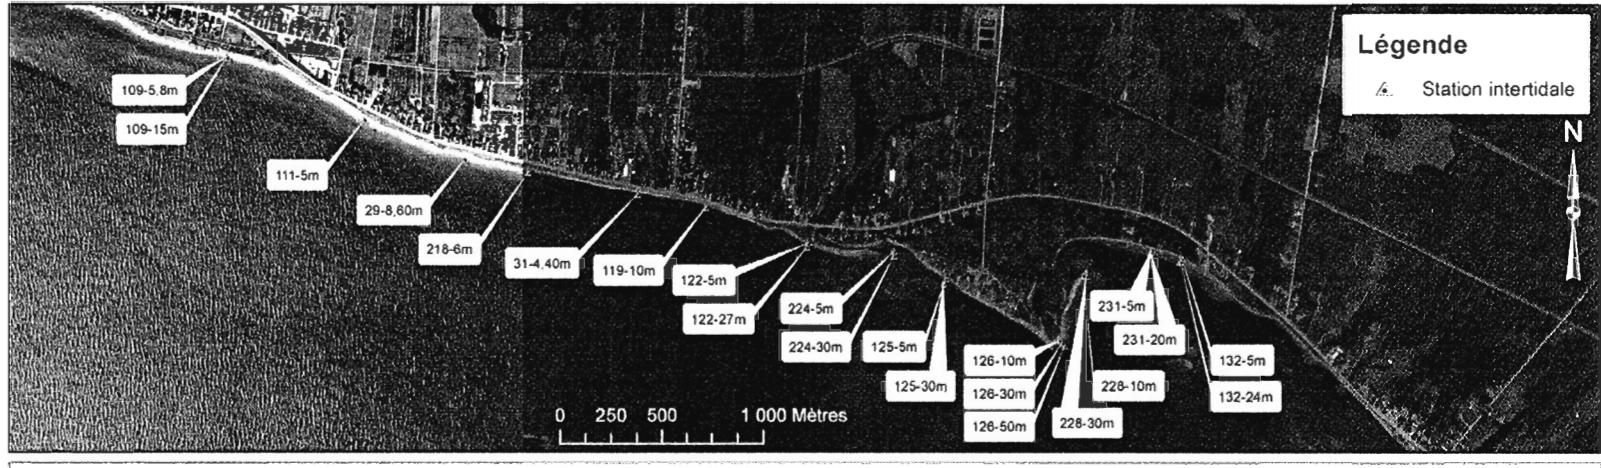 Légende
Station intertidale
N
109-5,8m
109-15m
111-5m
29-8,60m
218-6m
31-4,40m
119-10m
122-5m
122-27m
224-5m
224-30m
125-5m
125-30m
126-10m
126-30m
126-50m
228-10m
228-30m
231-5m
231-20m
132-5m
132-24m
0 250 500 1 000 Mètres